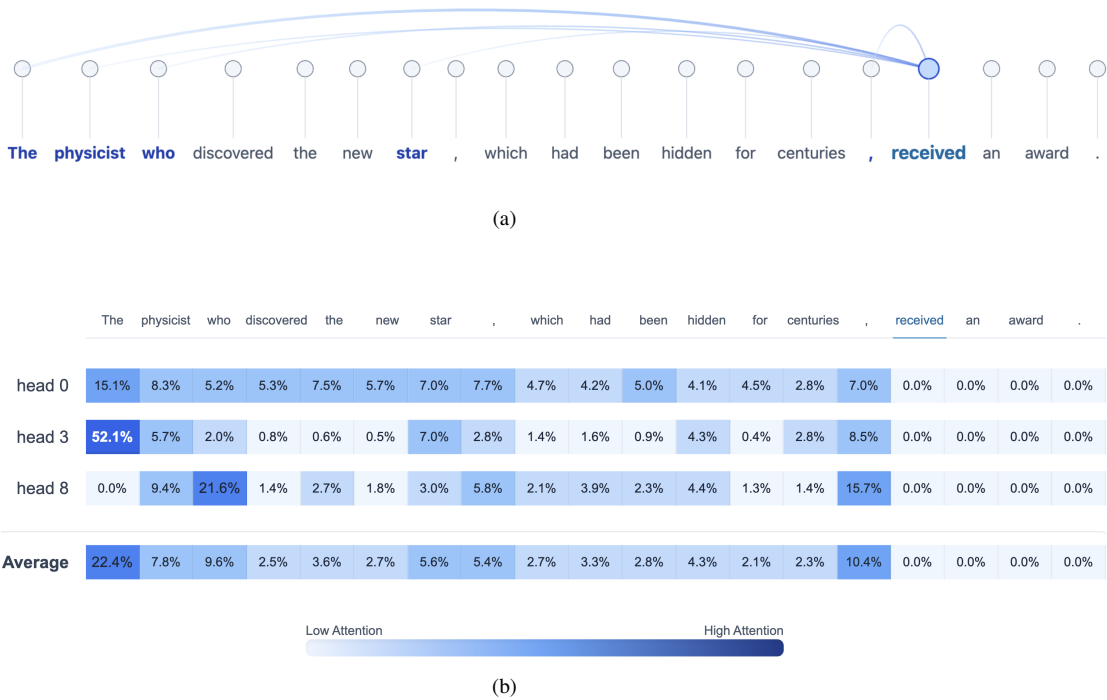 The physicist who discovered the new star , which had been hidden for centuries , received an award .
(a)
The physicist who discovered the new star , which had been hidden for centuries , received an award .
head 0 15.1% 8.3% 5.2% 5.3% 7.5% 5.7% 7.0% 7.7% 4.7% 4.2% 5.0% 4.1% 4.5% 2.8% 7.0% 0.0% 0.0% 0.0% 0.0%
head 3 52.1% 5.7% 2.0% 0.8% 0.6% 0.5% 7.0% 2.8% 1.4% 1.6% 0.9% 4.3% 0.4% 2.8% 8.5% 0.0% 0.0% 0.0% 0.0%
head 8 0.0% 9.4% 21.6% 1.4% 2.7% 1.8% 3.0% 5.8% 2.1% 3.9% 2.3% 4.4% 1.3% 1.4% 15.7% 0.0% 0.0% 0.0% 0.0%
Average 22.4% 7.8% 9.6% 2.5% 3.6% 2.7% 5.6% 5.4% 2.7% 3.3% 2.8% 4.3% 2.1% 2.3% 10.4% 0.0% 0.0% 0.0% 0.0%
Low Attention High Attention
(b)